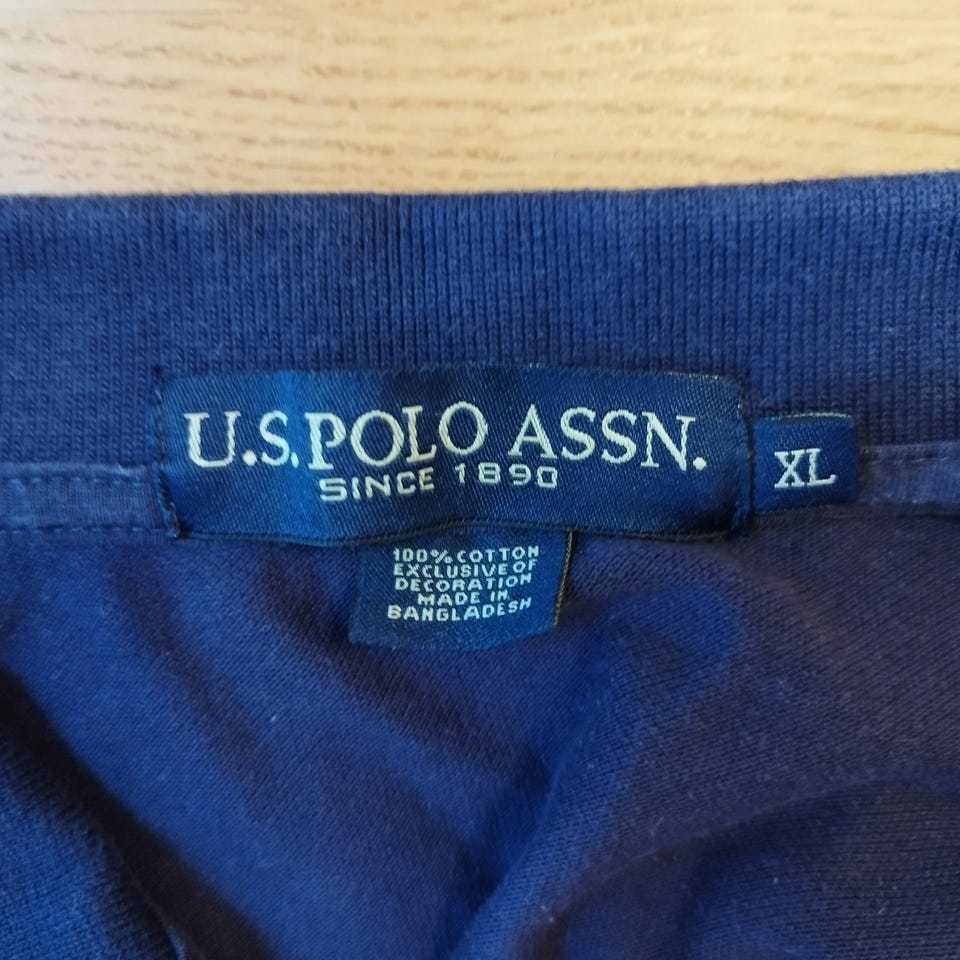 U.S. POLO ASSN.
SINCE 1890
XL
100% COTTON
EXCLUSIVE OF
DECORATION
MADE IN
BANGLADESH